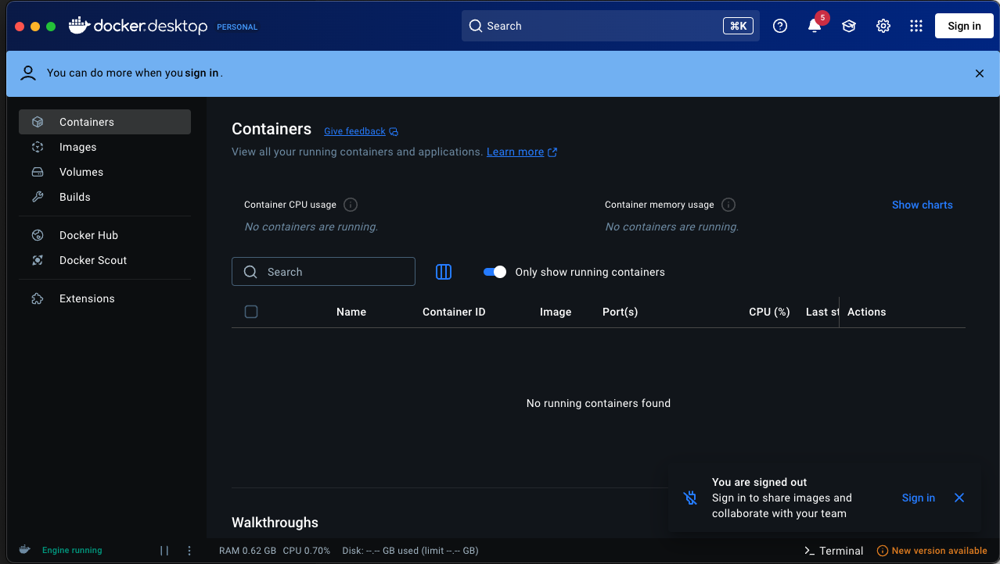 docker.desktop PERSONAL
Search ⌘K
5
Sign in
You can do more when you sign in.
Containers
Images
Volumes
Builds
Docker Hub
Docker Scout
Extensions
Containers Give feedback
View all your running containers and applications. Learn more
Container CPU usage
No containers are running.
Container memory usage
No containers are running.
Show charts
Search
Only show running containers
Name Container ID Image Port(s) CPU (%) Last st Actions
No running containers found
You are signed out
Sign in to share images and
collaborate with your team
Sign in
Walkthroughs
Engine running
RAM 0.62 GB CPU 0.70% Disk: --.-- GB used (limit --.-- GB)
Terminal
New version available